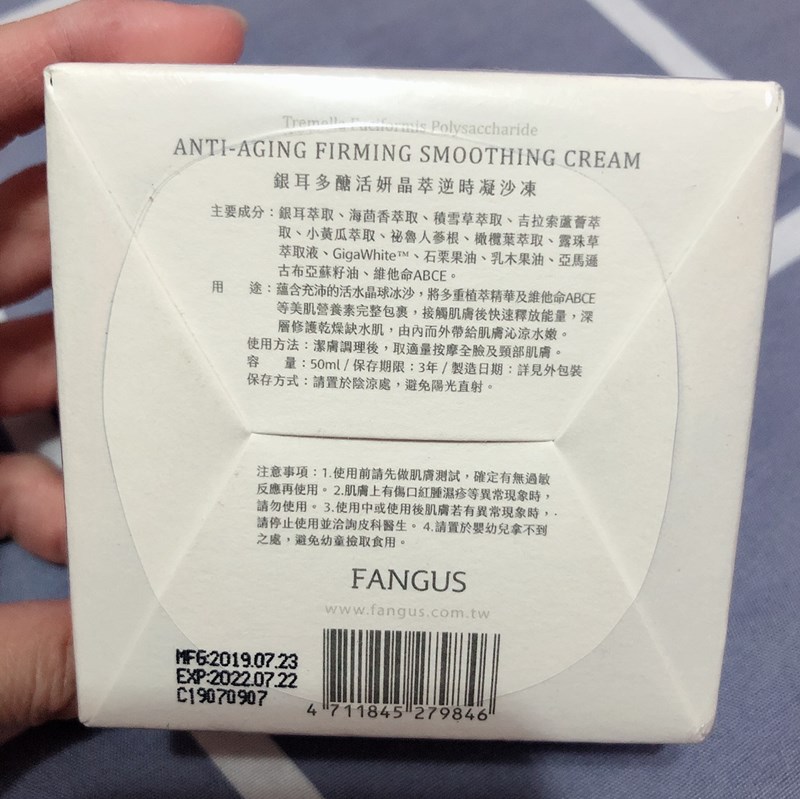 Tremella Fuciformis Polysaccharide
ANTI-AGING FIRMING SMOOTHING CREAM
銀耳多醣活妍晶萃逆時凝沙凍
主要成分：銀耳萃取、海茴香萃取、積雪草萃取、吉拉索蘆薈萃
取、小黃瓜萃取、祕魯人蔘根、橄欖葉萃取、露珠草
萃取液、GigaWhite™、石栗果油、乳木果油、亞馬遜
古布亞蘇籽油、維他命ABCE。
用 途：蘊含充沛的活水晶球冰沙，將多重植萃精華及維他命ABCE
等美肌營養素完整包裹，接觸肌膚後快速釋放能量，深
層修護乾燥缺水肌，由內而外帶給肌膚沁涼水嫩。
使用方法：潔膚調理後，取適量按摩全臉及頸部肌膚。
容 量：50ml / 保存期限：3年 / 製造日期：詳見外包裝
保存方式：請置於陰涼處，避免陽光直射。
注意事項：1.使用前請先做肌膚測試，確定有無過敏
反應再使用。2.肌膚上有傷口紅腫濕疹等異常現象時，
請勿使用。3.使用中或使用後肌膚若有異常現象時，
請停止使用並洽詢皮科醫生。4.請置於嬰幼兒拿不到
之處，避免幼童撿取食用。
FANGUS
www.fangus.com.tw
MFG:2019.07.23
EXP:2022.07.22
C19070907
4 711845 279846